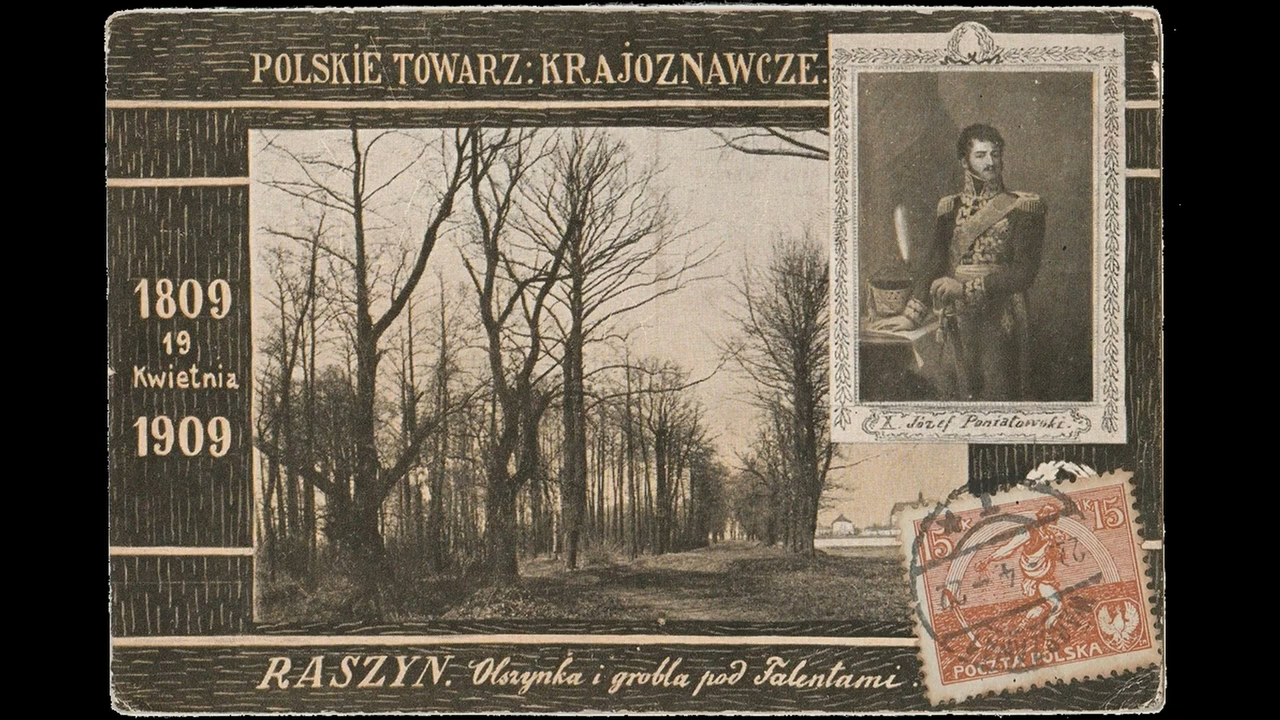 POLSKIE TOWARZ: KRAJOZNAWCZE.
1809
19
Kwietnia
1909
X. Józef Poniatowski.
15 K
K 15
POCZTA POLSKA
RASZYN. Olszynka i grobla pod Falentami.